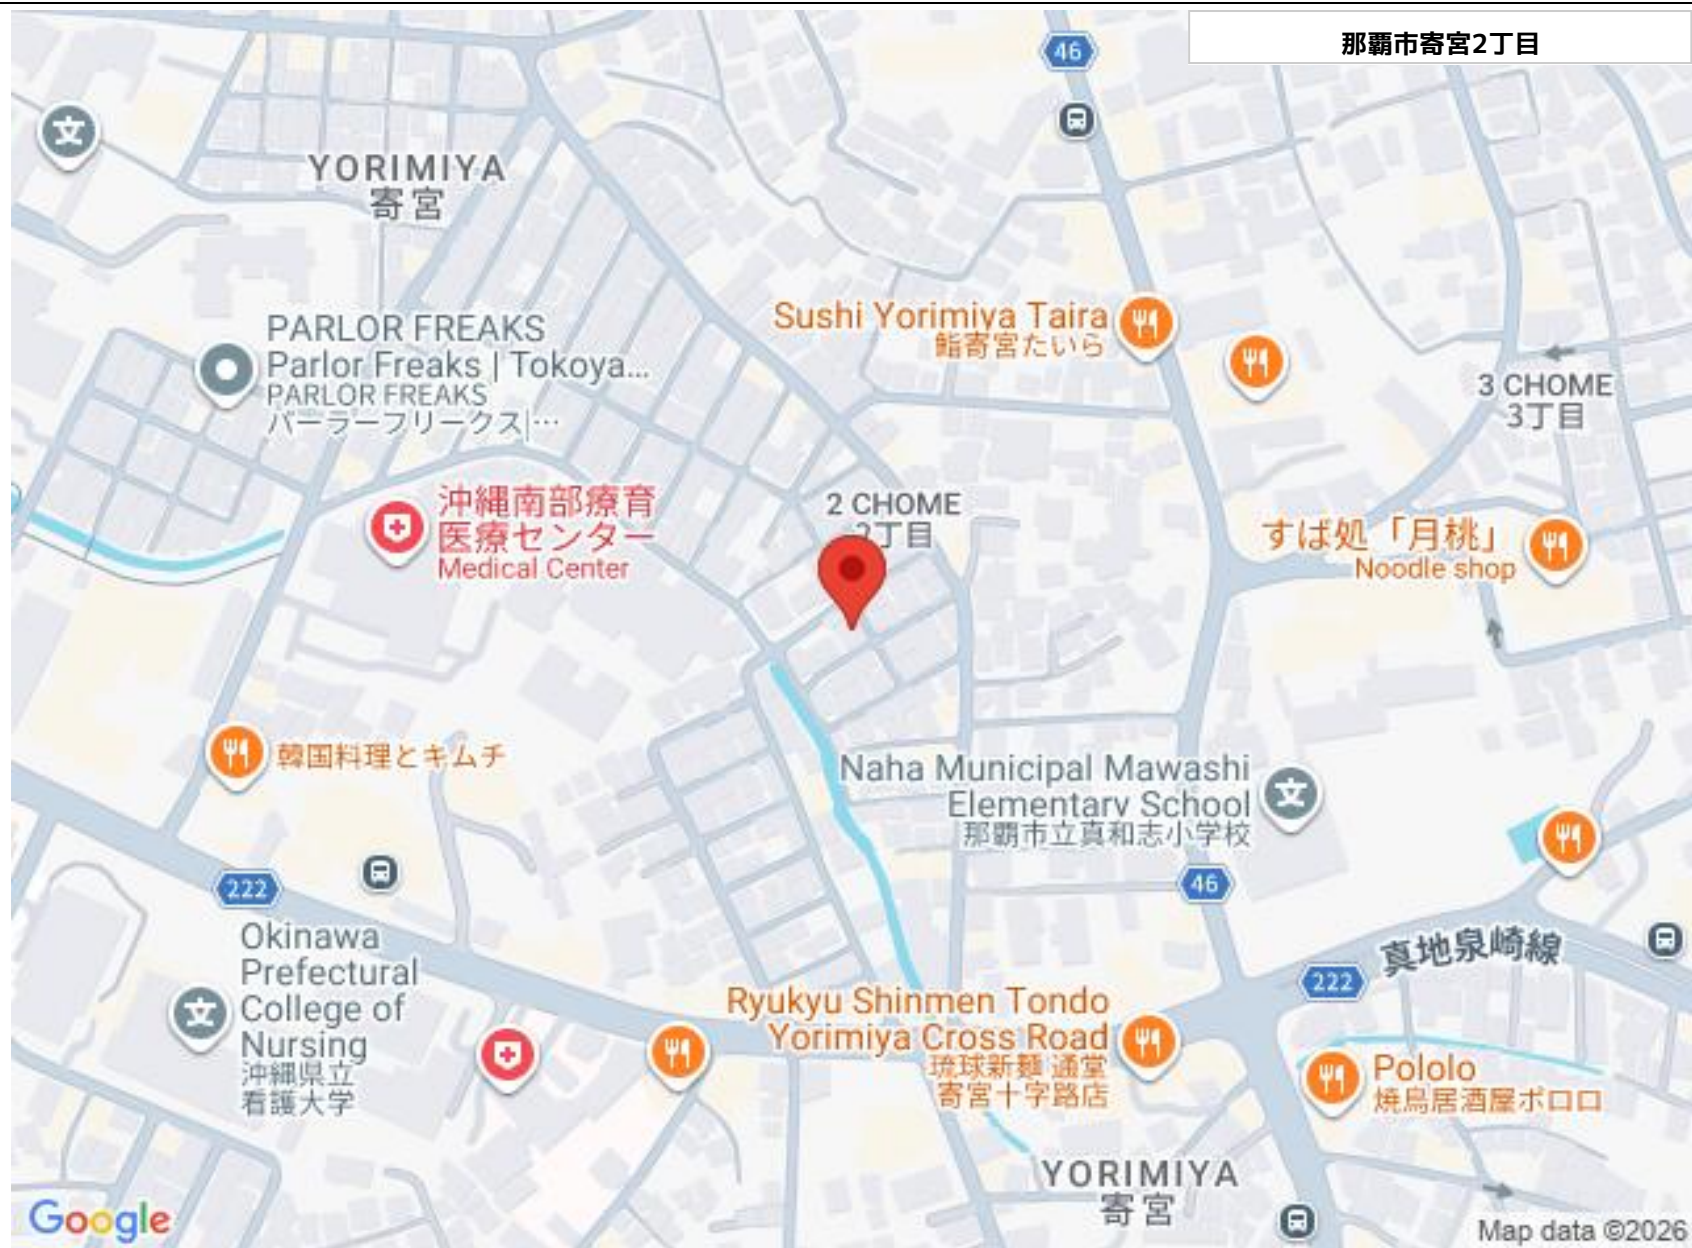 那覇市寄宮2丁目
46
文
YORIMIYA
寄宮
PARLOR FREAKS
Parlor Freaks | Tokoya...
PARLOR FREAKS
パーラーフリークス|…
Sushi Yorimiya Taira
鮨寄宮たいら
3 CHOME
3丁目
沖縄南部療育
医療センター
Medical Center
2 CHOME
2丁目
すば処「月桃」
Noodle shop
韓国料理とキムチ
Naha Municipal Mawashi
Elementary School
那覇市立真和志小学校
文
46
222
Okinawa
Prefectural
College of
Nursing
沖縄県立
看護大学
文
真地泉崎線
222
Ryukyu Shinmen Tondo
Yorimiya Cross Road
琉球新麺 通堂
寄宮十字路店
Pololo
焼鳥居酒屋ポロロ
YORIMIYA
寄宮
Google
Map data ©2026